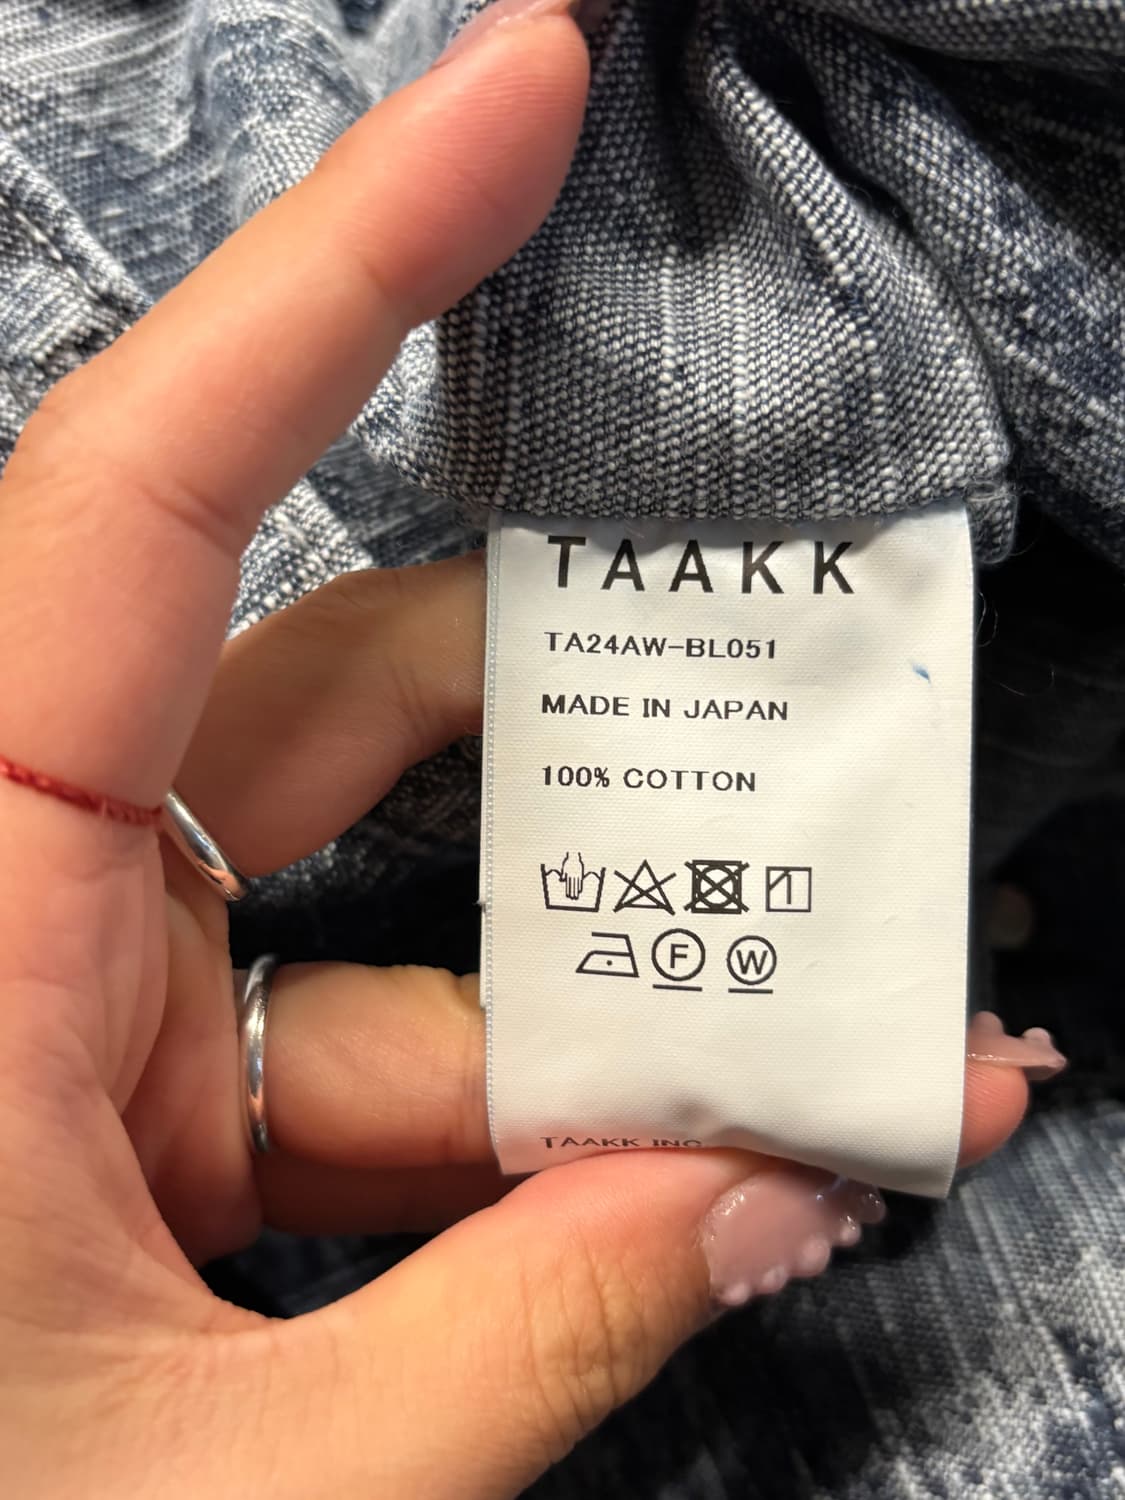 TAAKK
TA24AW-BL051
MADE IN JAPAN
100% COTTON
F W
TAAKK INC